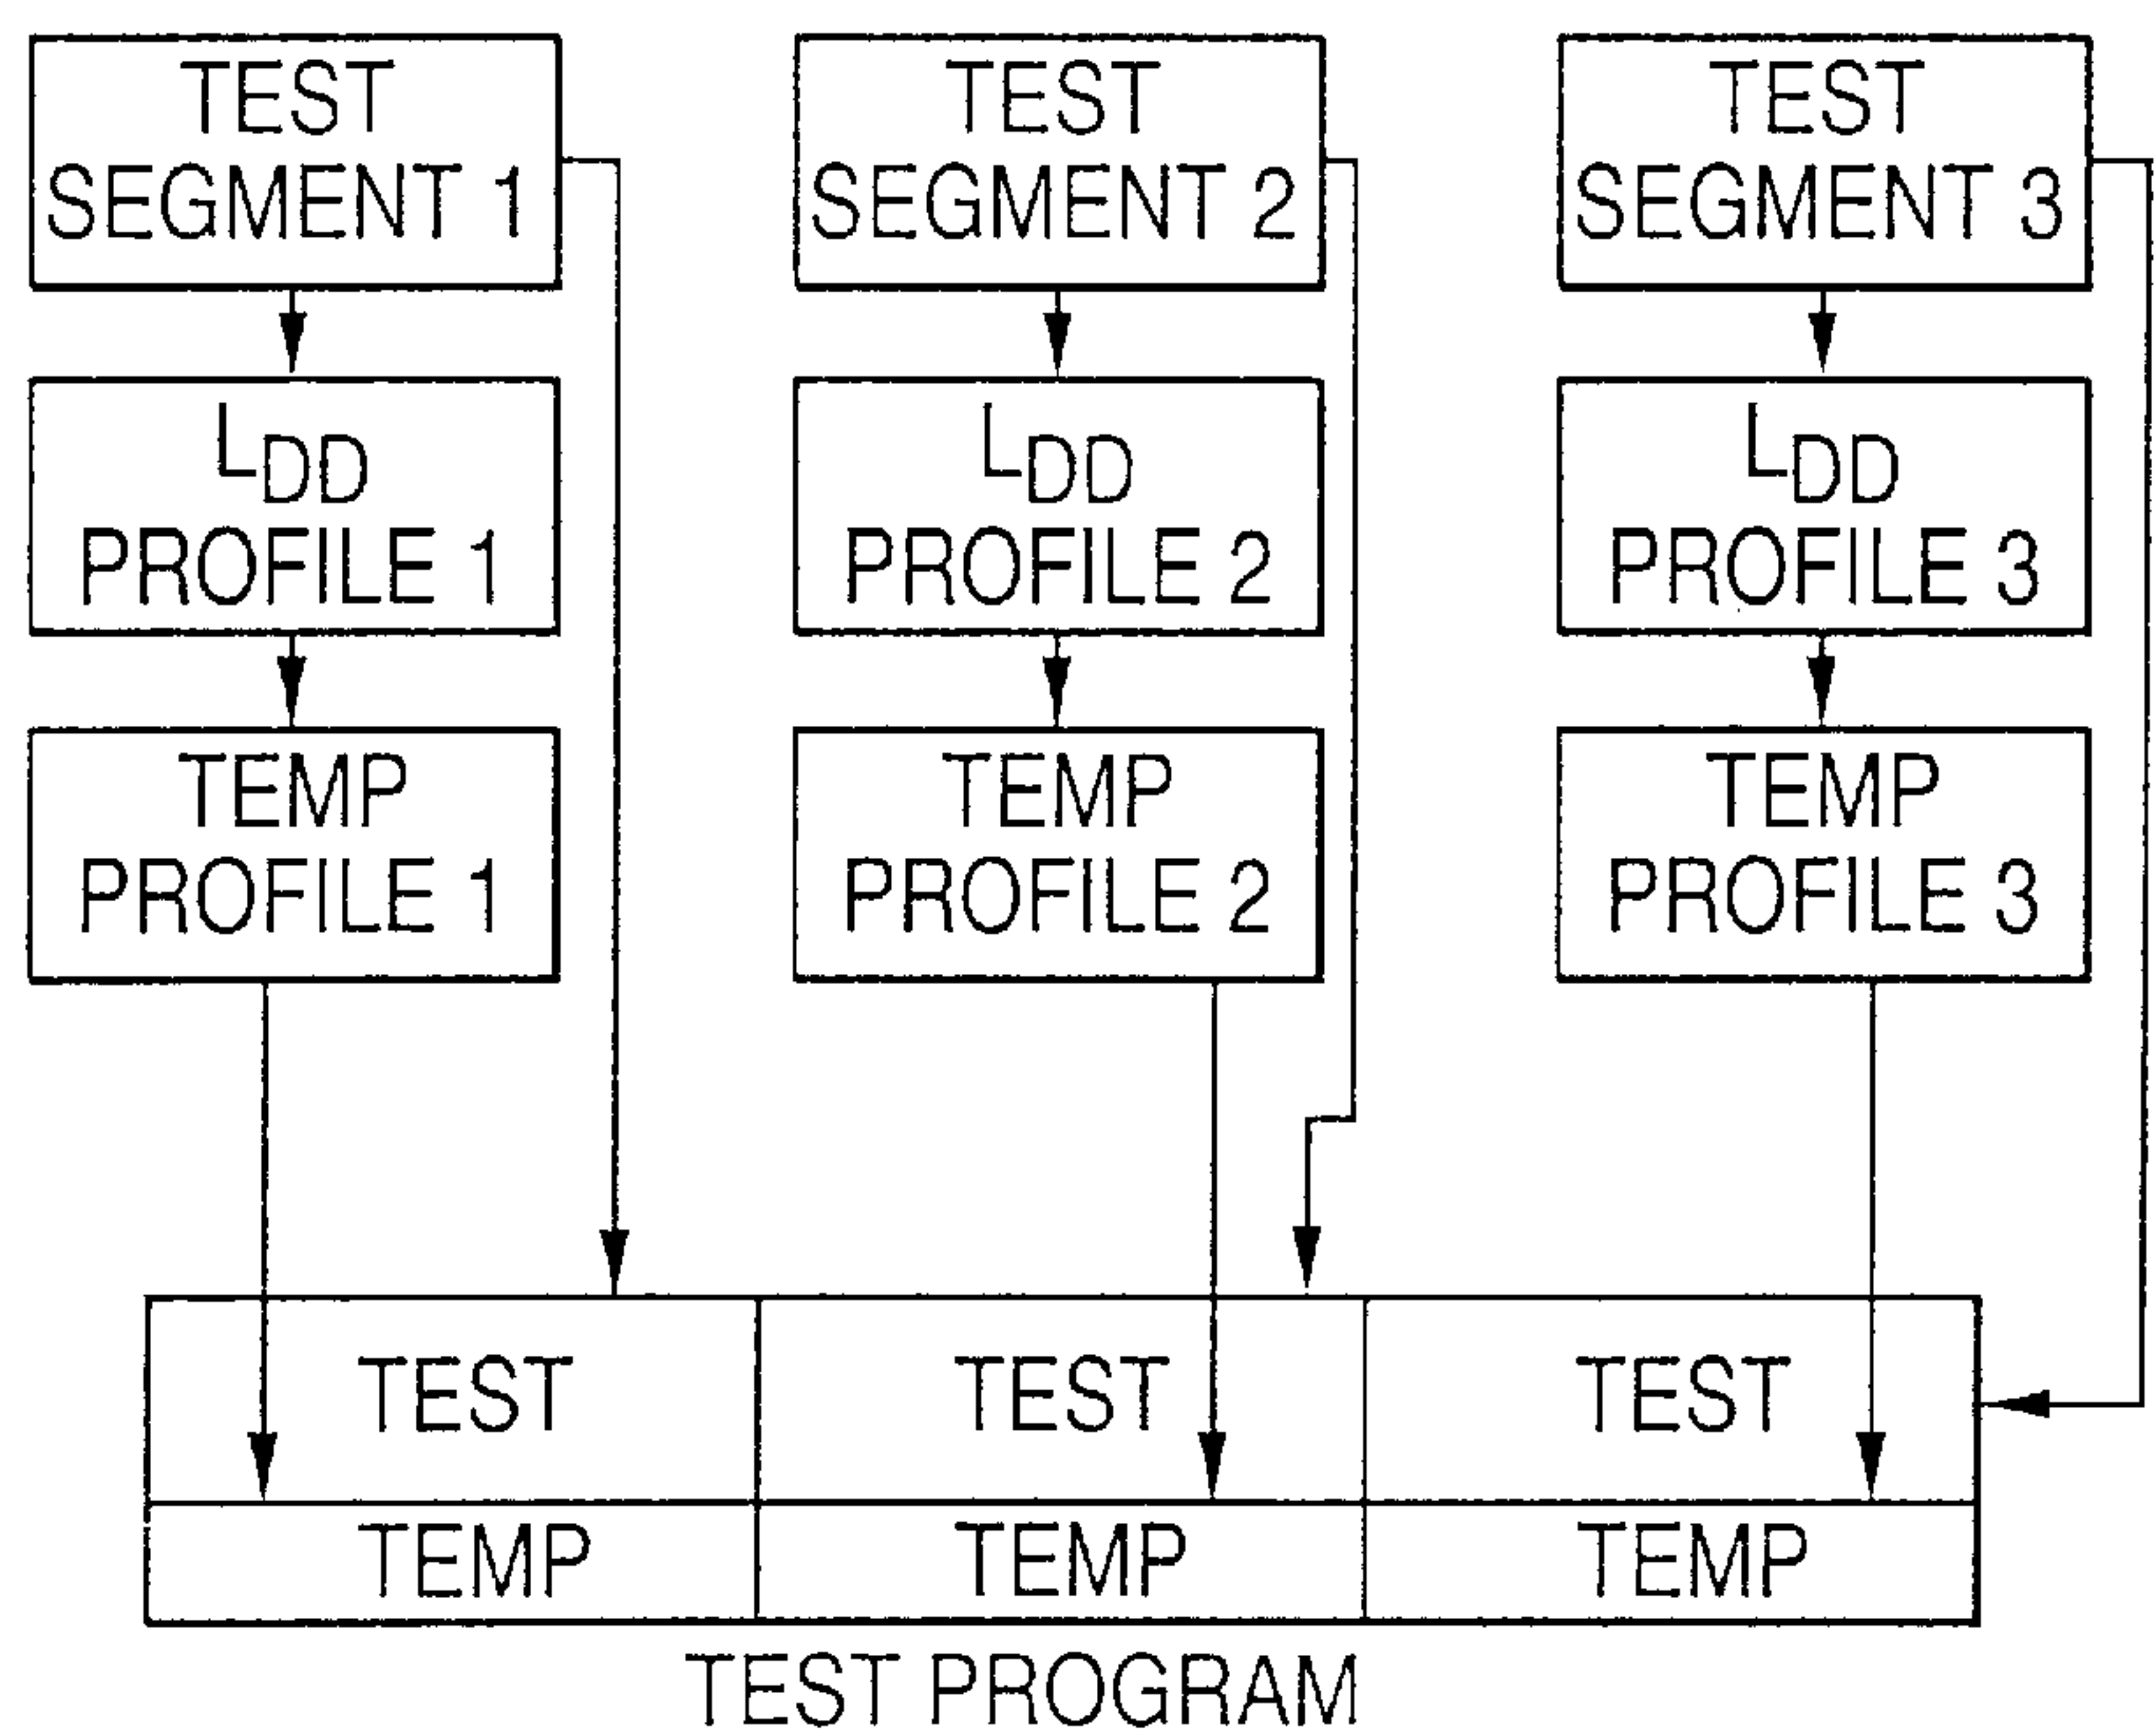 TEST
SEGMENT 1
TEST
SEGMENT 2
TEST
SEGMENT 3
LDD
PROFILE 1
LDD
PROFILE 2
LDD
PROFILE 3
TEMP
PROFILE 1
TEMP
PROFILE 2
TEMP
PROFILE 3
TEST
TEST
TEST
TEMP
TEMP
TEMP
TEST PROGRAM